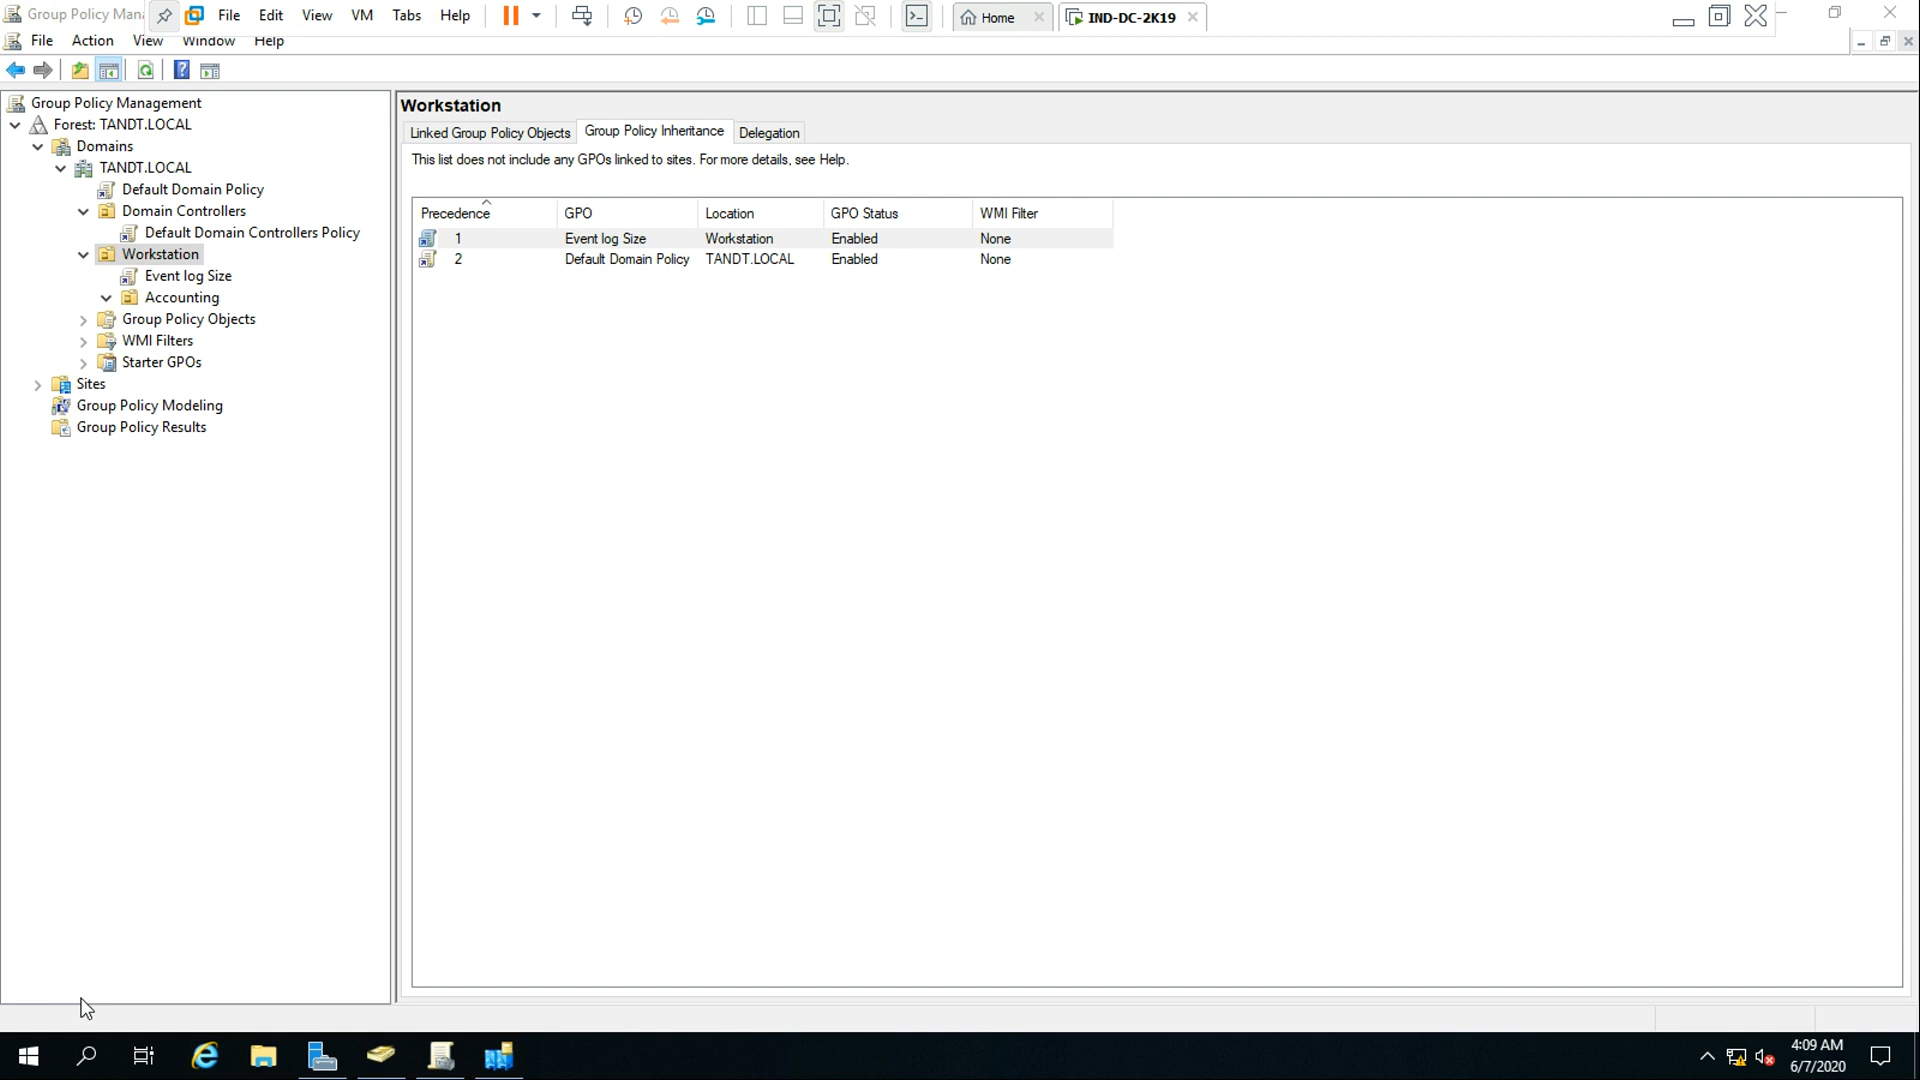 Group Policy Mana File Edit View VM Tabs Help Home IND-DC-2K19
File Action View Window Help
Group Policy Management
Forest: TANDT.LOCAL
Domains
TANDT.LOCAL
Default Domain Policy
Domain Controllers
Default Domain Controllers Policy
Workstation
Event log Size
Accounting
Group Policy Objects
WMI Filters
Starter GPOs
Sites
Group Policy Modeling
Group Policy Results
Workstation
Linked Group Policy Objects Group Policy Inheritance Delegation
This list does not include any GPOs linked to sites. For more details, see Help.
Precedence GPO Location GPO Status WMI Filter
1 Event log Size Workstation Enabled None
2 Default Domain Policy TANDT.LOCAL Enabled None
4:09 AM
6/7/2020